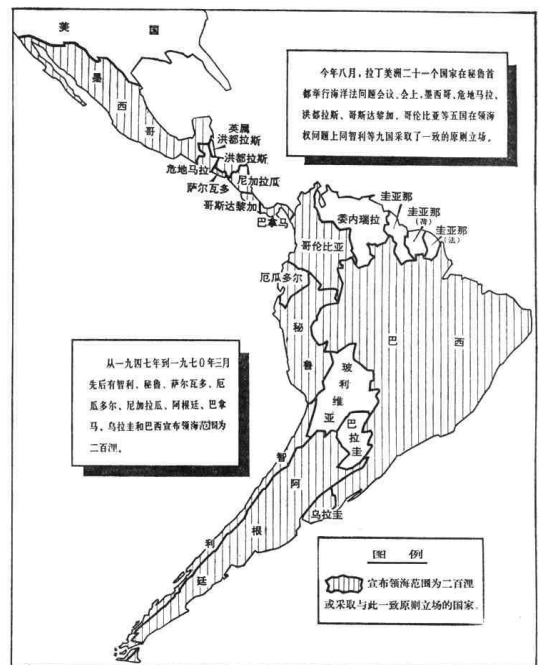 美 国
今年八月，拉丁美洲二十一个国家在秘鲁首
都举行海洋法问题会议、会上，墨西哥、危地马拉，
洪都拉斯、哥斯达黎加、哥伦比亚等五国在领海
权问题上同智利等九国采取了一致的原则立场。
墨西哥
英属
洪都拉斯
洪都拉斯
危地马拉
萨尔瓦多
尼加拉瓜
哥斯达黎加
巴拿马
委内瑞拉
圭亚那
圭亚那
(荷)
圭亚那
(法)
哥伦比亚
厄瓜多尔
秘鲁
巴西
从一九四七年到一九七〇年三月
先后有智利、秘鲁、萨尔瓦多、厄
瓜多尔、尼加拉瓜、阿根廷、巴拿
马、乌拉圭和巴西宣布领海范围为
二百浬。
玻利维亚
巴拉圭
智利
阿根廷
乌拉圭
图 例
宣布领海范围为二百浬
或采取与此一致原则立场的国家.